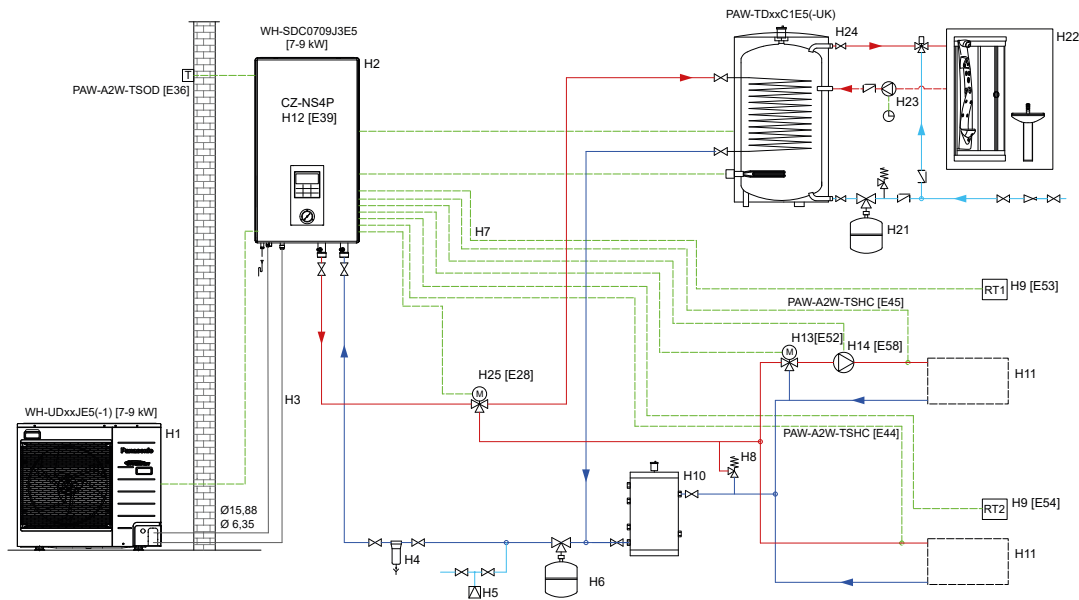 WH-SDC0709J3E5
[7-9 kW]
H2
PAW-TDxxC1E5(-UK)
H24
H22
T
PAW-A2W-TSOD [E36]
CZ-NS4P
H12 [E39]
H23
H7
H21
RT1
H9 [E53]
PAW-A2W-TSHC [E45]
H13[E52]
H14 [E58]
M
H25 [E28]
M
H11
H3
WH-UDxxJE5(-1) [7-9 kW]
H1
Panasonic
PAW-A2W-TSHC [E44]
H8
H10
RT2
H9 [E54]
Ø15,88
Ø 6,35
H4
H5
H6
H11